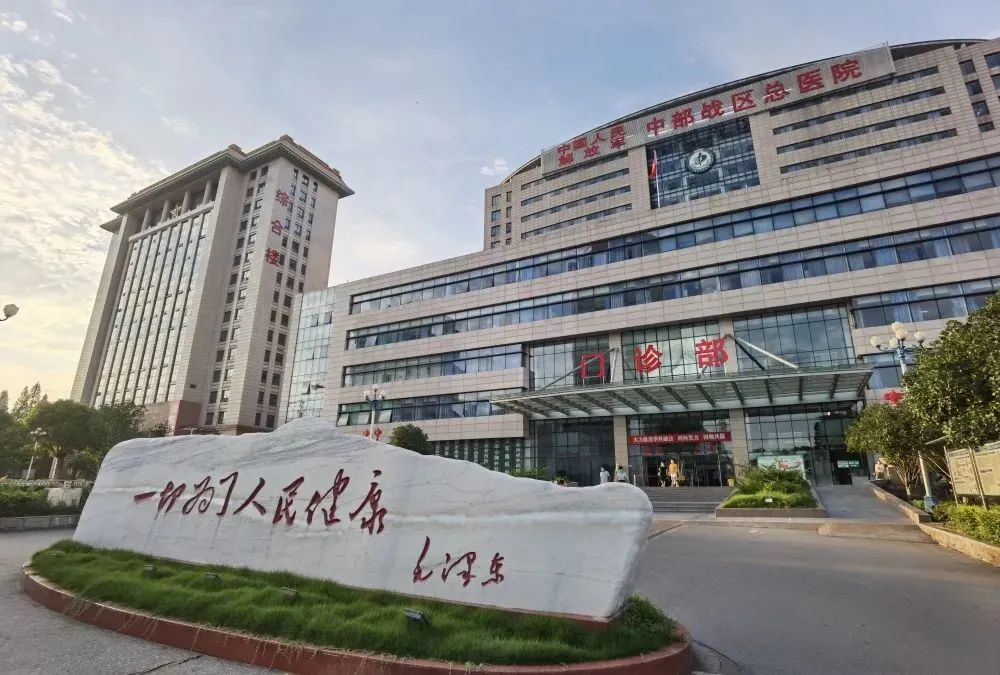 中国人民
解放军
中部战区总医院
综合楼
门诊部
一切为了人民健康
毛泽东